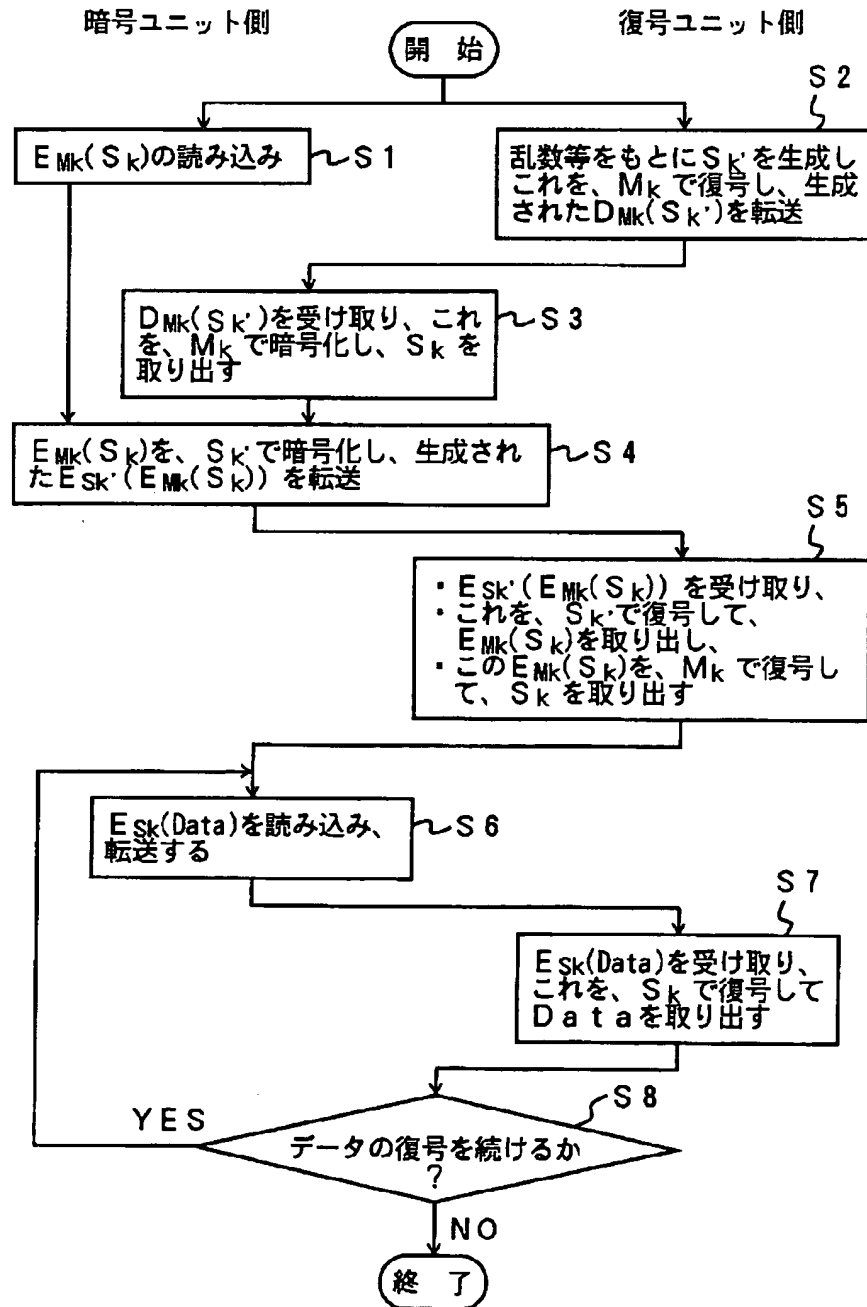 暗号ユニット側
復号ユニット側
開 始
S2
EMk(Sk)の読み込み
S1
乱数等をもとにSk'を生成し
これを、Mkで復号し、生成
されたDMk(Sk')を転送
DMk(Sk')を受け取り、これ
を、Mkで暗号化し、Skを
取り出す
S3
EMk(Sk)を、Sk'で暗号化し、生成され
たESk'(EMk(Sk))を転送
S4
S5
・ESk'(EMk(Sk))を受け取り、
・これを、Sk'で復号して、
EMk(Sk)を取り出し、
・このEMk(Sk)を、Mkで復号し
て、Skを取り出す
ESk(Data)を読み込み、
転送する
S6
S7
ESk(Data)を受け取り、
これを、Skで復号して
Dataを取り出す
YES
S8
データの復号を続けるか
?
NO
終 了